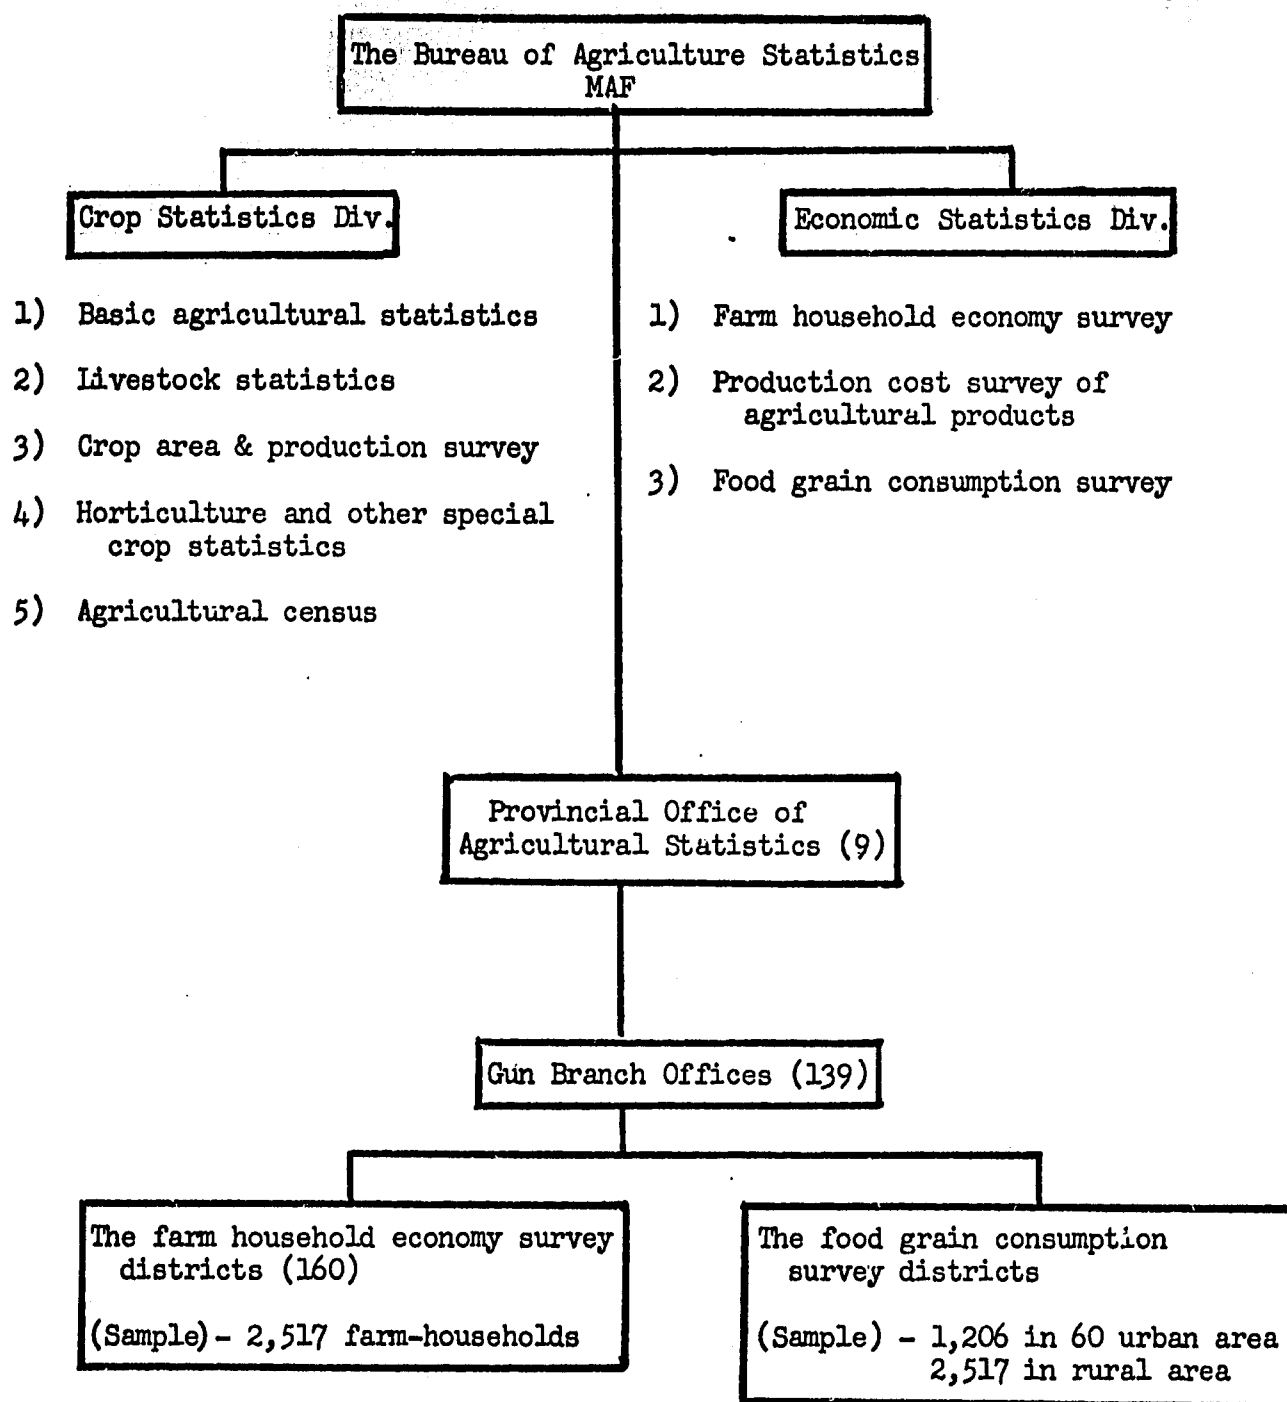 The Bureau of Agriculture Statistics
MAF
Crop Statistics Div.
Economic Statistics Div.
1) Basic agricultural statistics
2) Livestock statistics
3) Crop area & production survey
4) Horticulture and other special
crop statistics
5) Agricultural census
1) Farm household economy survey
2) Production cost survey of
agricultural products
3) Food grain consumption survey
Provincial Office of
Agricultural Statistics (9)
Gun Branch Offices (139)
The farm household economy survey
districts (160)
(Sample) - 2,517 farm-households
The food grain consumption
survey districts
(Sample) - 1,206 in 60 urban area
2,517 in rural area